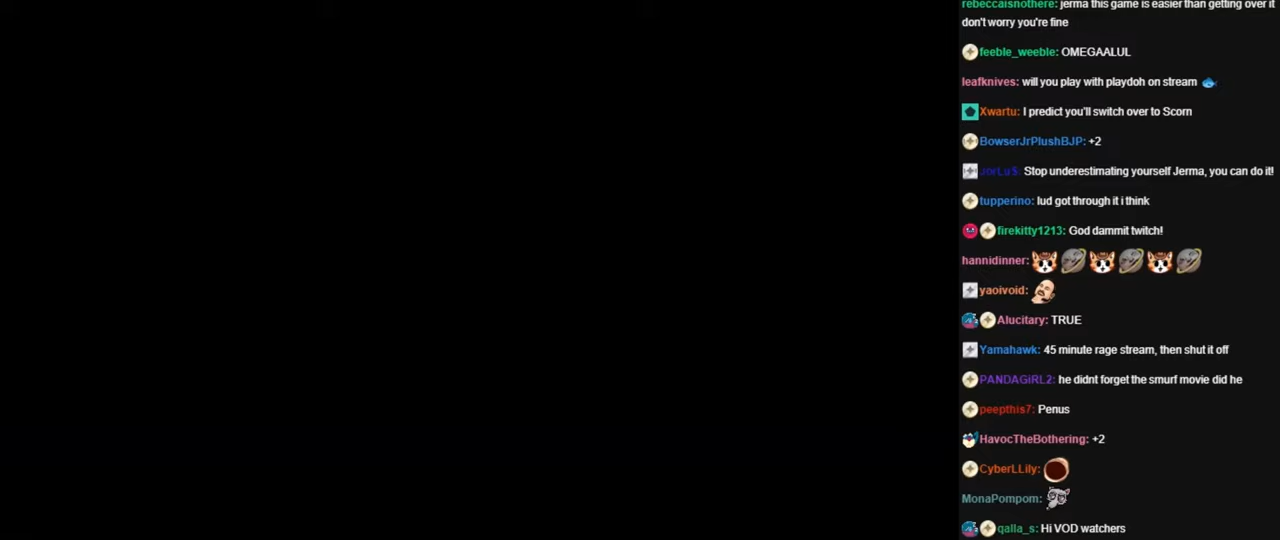 rebeccaisnothere: jerma this game is easier than getting over it
don't worry you're fine
feeble_weeble: OMEGAALUL
leafknives: will you play with playdoh on stream
Xwartu: I predict you'll switch over to Scorn
BowserJrPlushBJP: +2
JorLuS: Stop underestimating yourself Jerma, you can do it!
tupperino: lud got through it i think
firekitty1213: God dammit twitch!
hannidinner:
yaoivoid:
Alucitary: TRUE
Yamahawk: 45 minute rage stream, then shut it off
PANDAGiRL2: he didnt forget the smurf movie did he
peepthis7: Penus
HavocTheBothering: +2
CyberLLily:
MonaPompom:
qalla_s: Hi VOD watchers